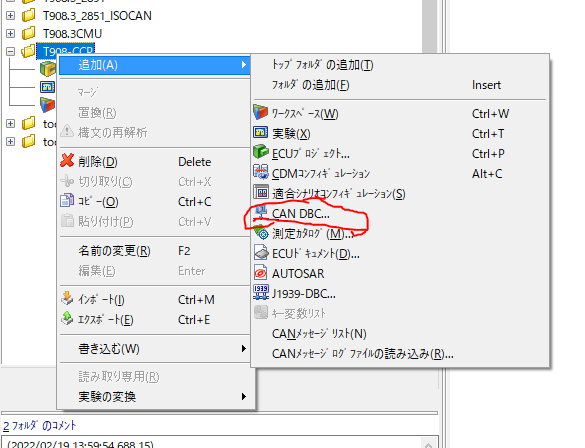 T908.3_2851_ISOCAN
T908.3CMU
T908-CCP
too
too
追加(A)
マージ
置換(R)
構文の再解析
削除(D) Delete
切り取り(C) Ctrl+X
コピー(O) Ctrl+C
貼り付け(P) Ctrl+V
名前の変更(R) F2
編集(E) Enter
インポート(I) Ctrl+M
エクスポート(E) Ctrl+E
書き込む(W)
読み取り専用(R)
実験の変換
トップフォルダの追加(T)
フォルダの追加(F) Insert
ワークスペース(W) Ctrl+W
実験(X) Ctrl+T
ECUプロジェクト... Ctrl+P
CDMコンフィギュレーション Alt+C
適合シナリオコンフィギュレーション(S)
CAN DBC...
測定カタログ(M)...
ECUドキュメント(D)...
AUTOSAR
J1939-DBC...
キー変数リスト
CANメッセージリスト(N)
CANメッセージログファイルの読み込み(R)...
2 フォルダのコメント
(2022/02/19 13:59:54.688.15)